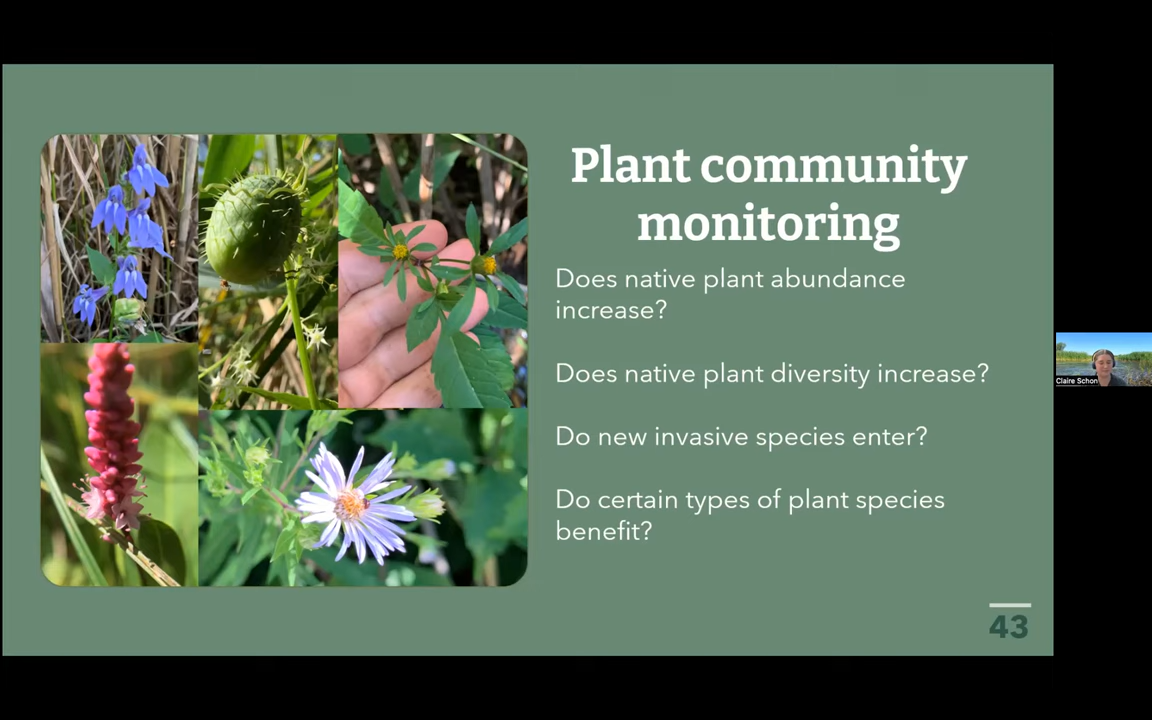 Plant community
monitoring
Does native plant abundance
increase?
Does native plant diversity increase?
Do new invasive species enter?
Do certain types of plant species
benefit?
43
Claire Schon